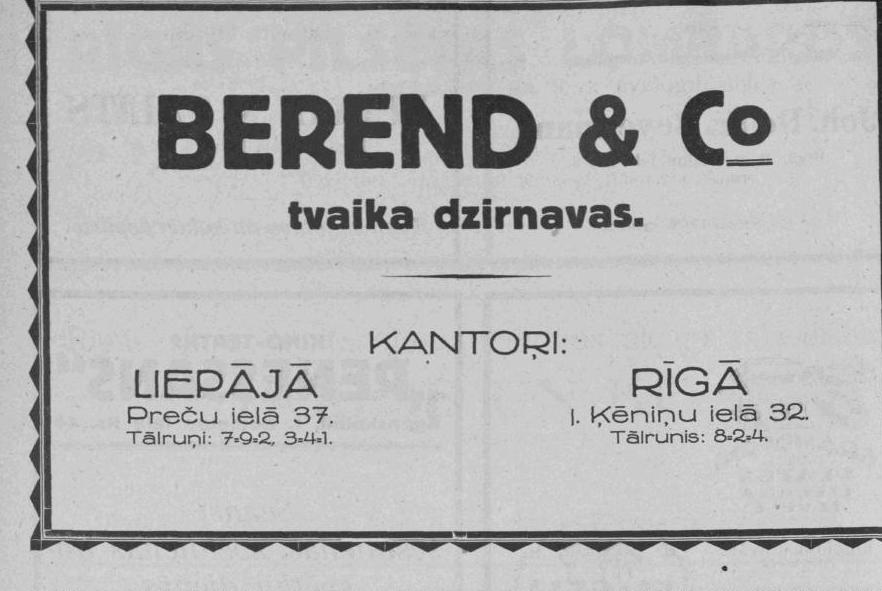 BEREND & Co
tvaika dzirnavas.
KANTORI:
LIEPĀJĀ
Preču ielā 37.
Tālruņi: 7=9=2, 3=4=1.
RĪGĀ
l. Ķēniņu ielā 32.
Tālrunis: 8=2=4.